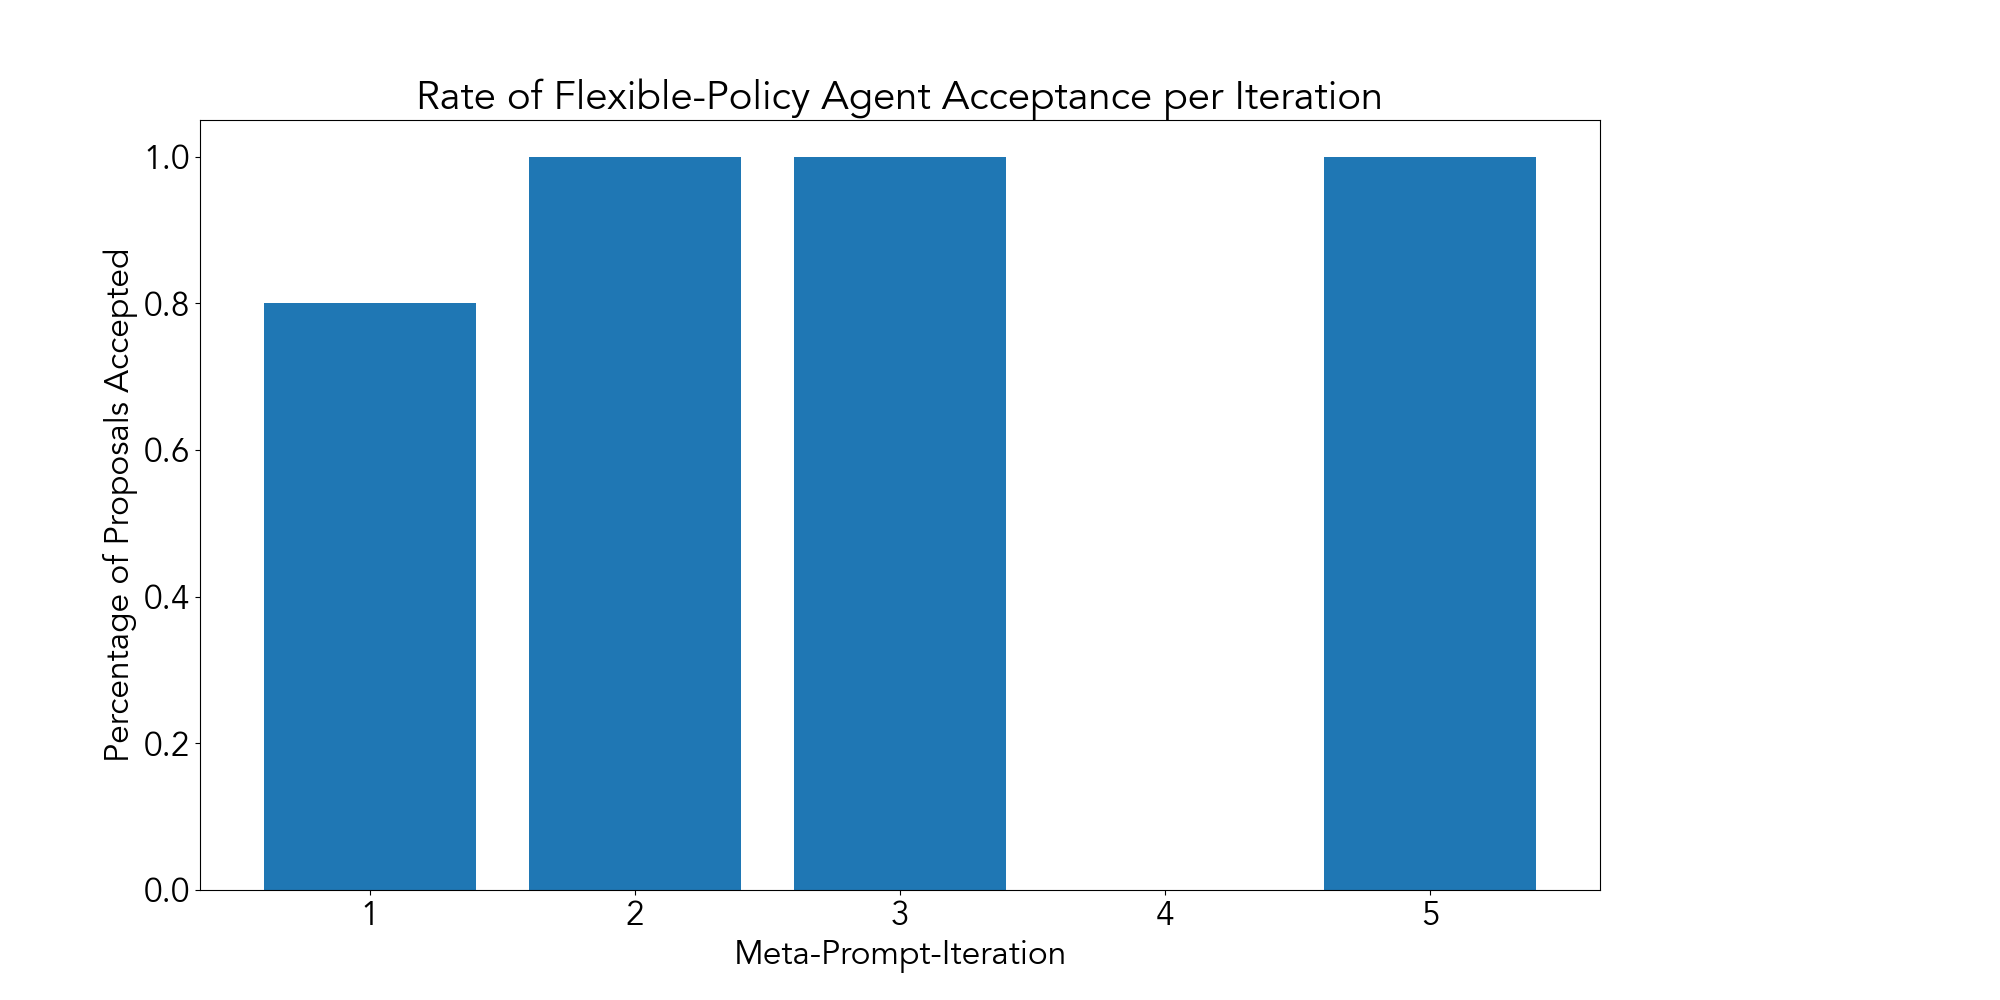 Rate of Flexible-Policy Agent Acceptance per Iteration
Percentage of Proposals Accepted
1.0
0.8
0.6
0.4
0.2
0.0
1 2 3 4 5
Meta-Prompt-Iteration